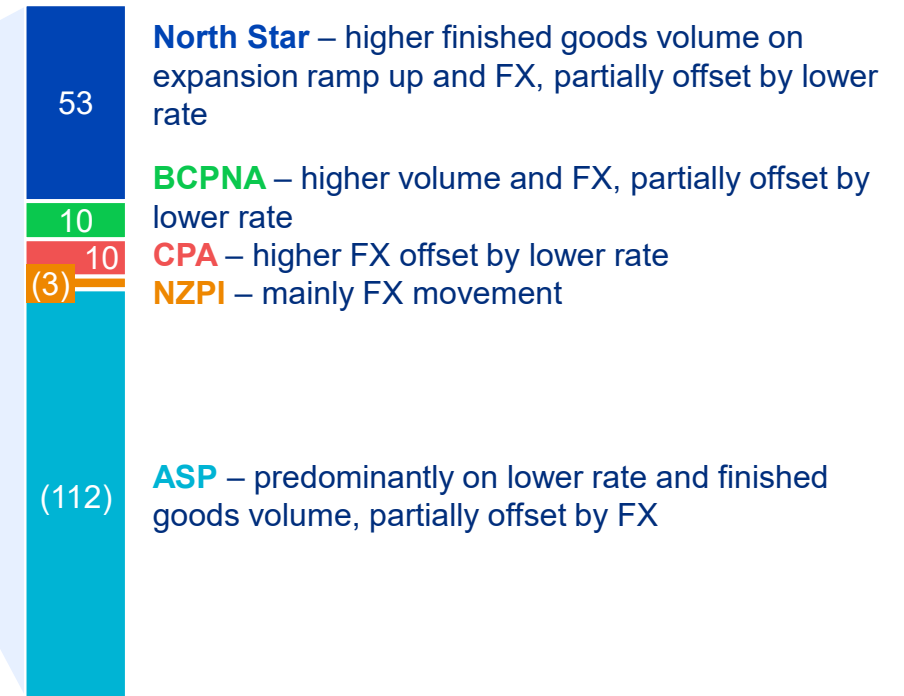 53
North Star – higher finished goods volume on
expansion ramp up and FX, partially offset by lower
rate
10
BCPNA – higher volume and FX, partially offset by
lower rate
10
CPA – higher FX offset by lower rate
(3)
NZPI – mainly FX movement
(112)
ASP – predominantly on lower rate and finished
goods volume, partially offset by FX